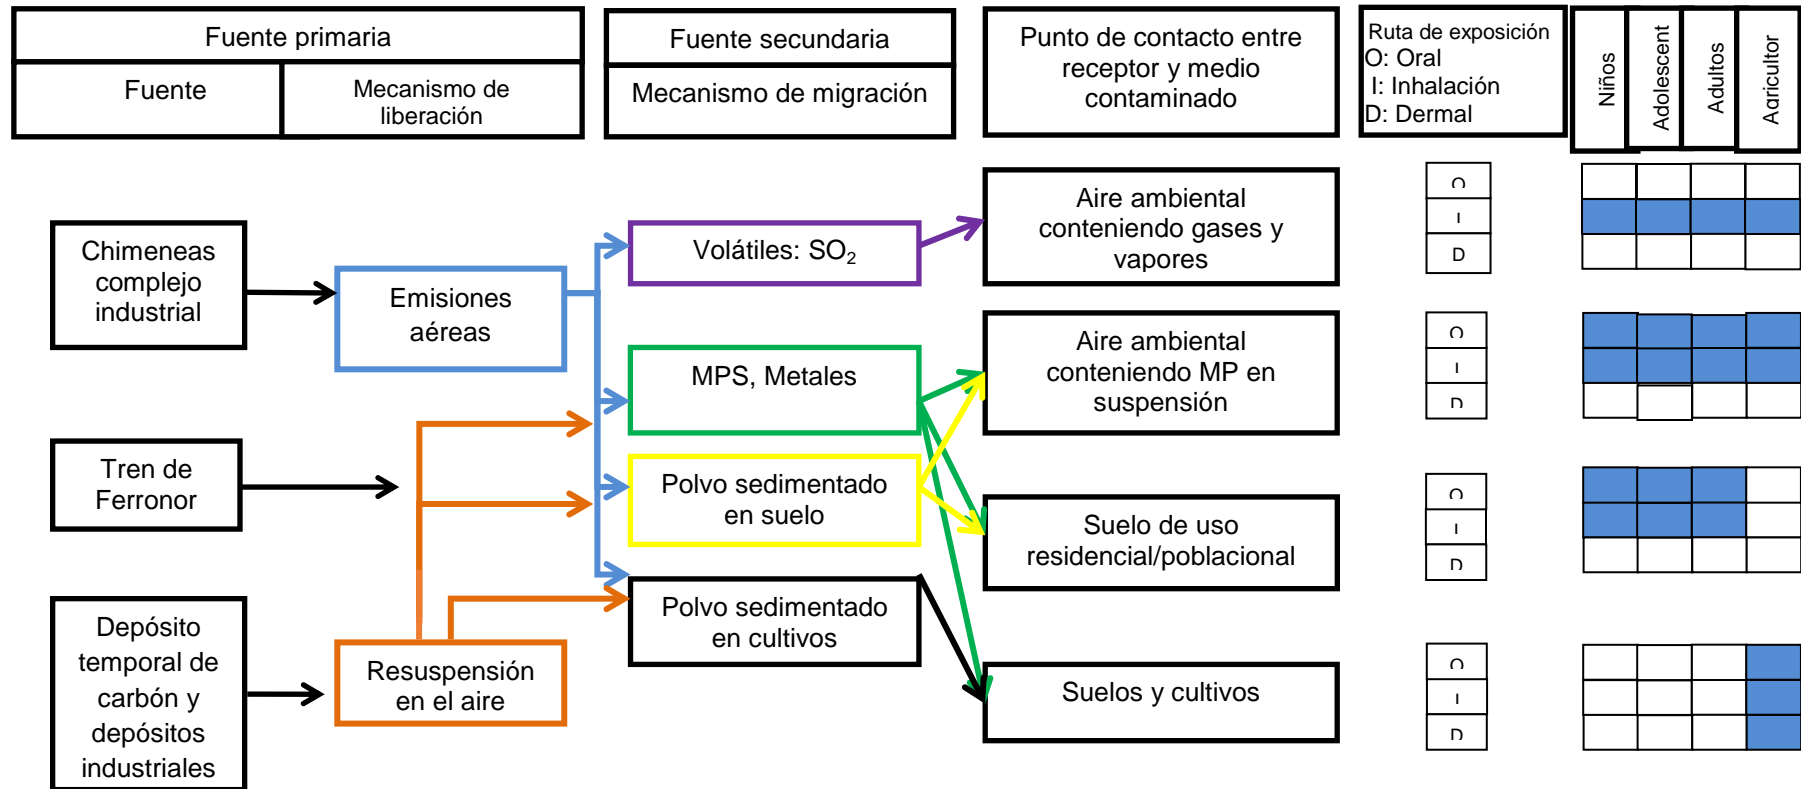 Fuente primaria
Fuente
Mecanismo de
liberación
Fuente secundaria
Mecanismo de migración
Punto de contacto entre
receptor y medio
contaminado
Ruta de exposición
O: Oral
I: Inhalación
D: Dermal
Niños
Adolescent
Adultos
Agricultor
Chimeneas
complejo
industrial
Emisiones
aéreas
Volátiles: SO₂
Aire ambiental
conteniendo gases y
vapores
O
I
D
MPS, Metales
Aire ambiental
conteniendo MP en
suspensión
O
I
D
Tren de
Ferronor
Polvo sedimentado
en suelo
Suelo de uso
residencial/poblacional
O
I
D
Depósito
temporal de
carbón y
depósitos
industriales
Resuspensión
en el aire
Polvo sedimentado
en cultivos
Suelos y cultivos
O
I
D